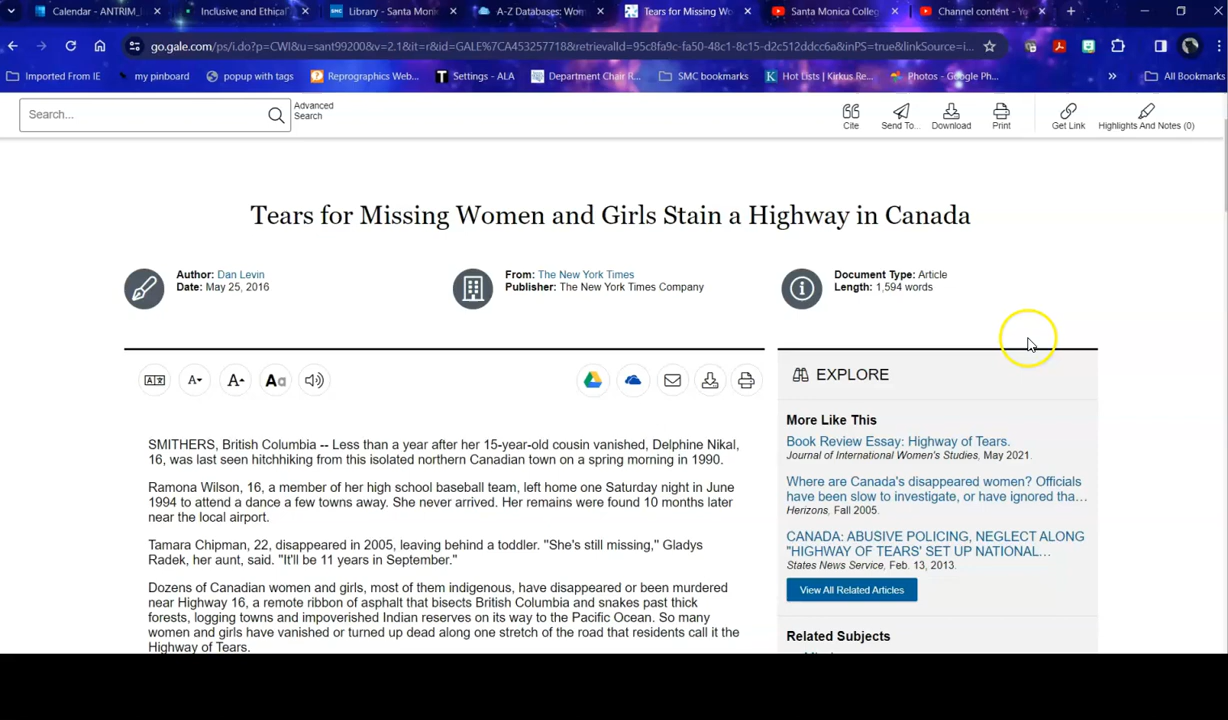 Calendar - ANTRIM_
Inclusive and Ethical
SMC Library - Santa Moni
A-Z Databases: Wom
Tears for Missing Wo
Santa Monica Colleg
Channel content - Yo
go.gale.com/ps/i.do?p=CWI&u=sant99200&v=2.1&it=r&id=GALE%7CA453257718&retrievalId=95c8fa9c-fa50-48c1-8c15-d2c512ddcc6a&inPS=true&linkSource=i...
Imported From IE
my pinboard
popup with tags
Reprographics Web...
Settings - ALA
Department Chair R...
SMC bookmarks
Hot Lists | Kirkus Re...
Photos - Google Ph...
All Bookmarks
Search...
Advanced
Search
Cite
Send To...
Download
Print
Get Link
Highlights And Notes (0)
Tears for Missing Women and Girls Stain a Highway in Canada
Author: Dan Levin
Date: May 25, 2016
From: The New York Times
Publisher: The New York Times Company
Document Type: Article
Length: 1,594 words
EXPLORE
More Like This
Book Review Essay: Highway of Tears.
Journal of International Women's Studies, May 2021.
Where are Canada's disappeared women? Officials
have been slow to investigate, or have ignored tha...
Herizons, Fall 2005.
CANADA: ABUSIVE POLICING, NEGLECT ALONG
"HIGHWAY OF TEARS' SET UP NATIONAL...
States News Service, Feb. 13, 2013.
View All Related Articles
Related Subjects
SMITHERS, British Columbia -- Less than a year after her 15-year-old cousin vanished, Delphine Nikal,
16, was last seen hitchhiking from this isolated northern Canadian town on a spring morning in 1990.
Ramona Wilson, 16, a member of her high school baseball team, left home one Saturday night in June
1994 to attend a dance a few towns away. She never arrived. Her remains were found 10 months later
near the local airport.
Tamara Chipman, 22, disappeared in 2005, leaving behind a toddler. "She's still missing," Gladys
Radek, her aunt, said. "It'll be 11 years in September."
Dozens of Canadian women and girls, most of them indigenous, have disappeared or been murdered
near Highway 16, a remote ribbon of asphalt that bisects British Columbia and snakes past thick
forests, logging towns and impoverished Indian reserves on its way to the Pacific Ocean. So many
women and girls have vanished or turned up dead along one stretch of the road that residents call it the
Highway of Tears.